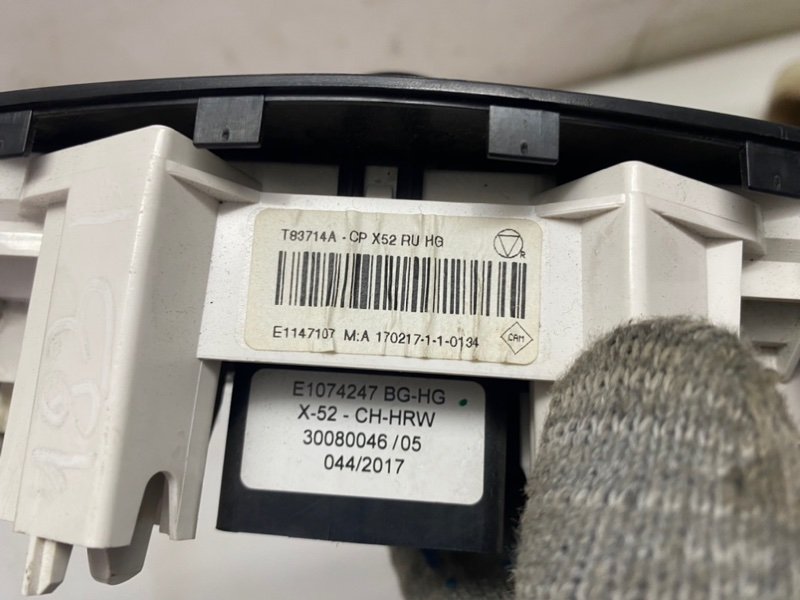 T83714A - CP X52 RU HG
R
E1147107 M:A 170217-1-1-0134
CAM
E1074247 BG-HG
X-52 - CH-HRW
30080046 /05
044/2017
193